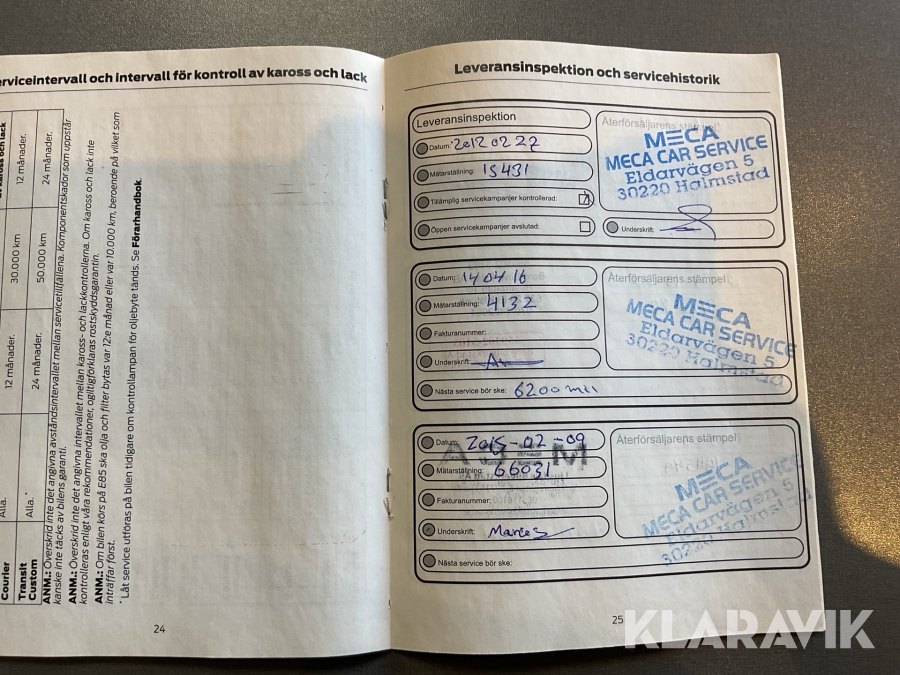 erviceintervall och intervall för kontroll av kaross och lack
av kaross och lack
12 månader.
24 månader.
30.000 km
50.000 km
12 månader.
24 månader.
Alla.
Alla.*
Courier
Transit
Custom
ANM.: Överskrid inte det angivna avståndsintervallet mellan servicetillfällena. Komponentskador som uppstår
kanske inte täcks av bilens garanti.
ANM.: Överskrid inte det angivna intervallet mellan kaross- och lackkontrollerna. Om kaross och lack inte
kontrolleras enligt våra rekommendationer, ogiltigförklaras rostskyddsgarantin.
ANM.: Om bilen körs på E85 ska olja och filter bytas var 12:e månad eller var 10.000 km, beroende på vilket som
inträffar först.
* Låt service utföras på bilen tidigare om kontrollampan för oljebyte tänds. Se Förarhandbok.
24
Leveransinspektion och servicehistorik
Leveransinspektion
Datum: 2012 02 22
Mätarställning: 15431
Tillämplig servicekampanjer kontrollerad:
Öppen servicekampanjer avslutad:
Återförsäljarens stämpel:
MECA
MECA CAR SERVICE
Eldarvägen 5
30220 Halmstad
Underskrift:
Datum: 14 04 16
Mätarställning: 4132
Fakturanummer:
Underskrift:
Nästa service bör ske: 6200 mil
Återförsäljarens stämpel:
MECA
MECA CAR SERVICE
Eldarvägen 5
30220 Halmstad
Datum: 2015-02-09
Mätarställning: 66031
Fakturanummer:
Underskrift:
Nästa service bör ske:
Återförsäljarens stämpel:
MECA
MECA CAR SERVICE
Eldarvägen 5
30220 Halmstad
25
KLARAVIK